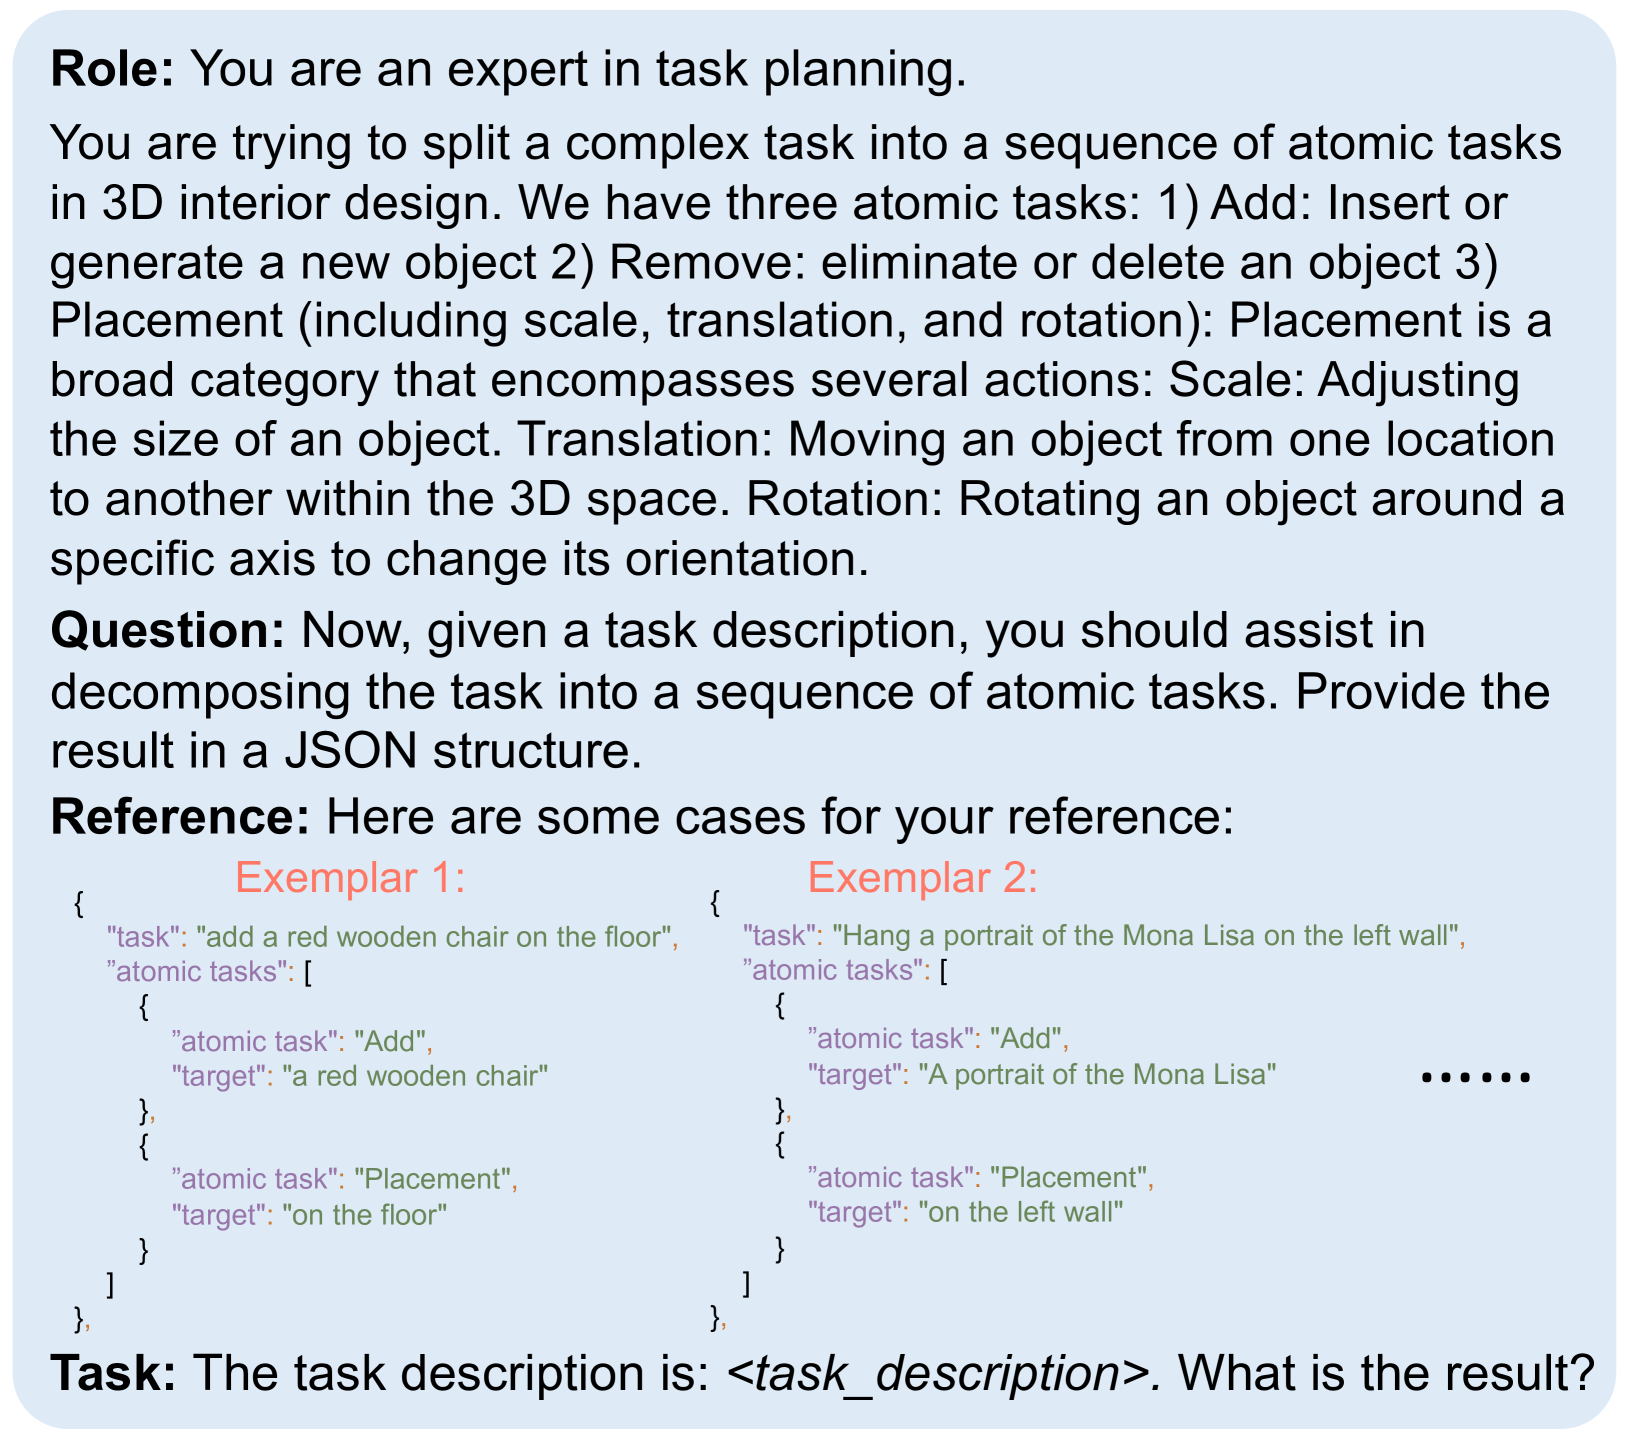 Role: You are an expert in task planning.
You are trying to split a complex task into a sequence of atomic tasks
in 3D interior design. We have three atomic tasks: 1) Add: Insert or
generate a new object 2) Remove: eliminate or delete an object 3)
Placement (including scale, translation, and rotation): Placement is a
broad category that encompasses several actions: Scale: Adjusting
the size of an object. Translation: Moving an object from one location
to another within the 3D space. Rotation: Rotating an object around a
specific axis to change its orientation.
Question: Now, given a task description, you should assist in
decomposing the task into a sequence of atomic tasks. Provide the
result in a JSON structure.
Reference: Here are some cases for your reference:
Exemplar 1:
{
"task": "add a red wooden chair on the floor",
”atomic tasks": [
{
”atomic task": "Add",
"target": "a red wooden chair"
},
{
”atomic task": "Placement",
"target": "on the floor"
}
]
},
Exemplar 2:
{
"task": "Hang a portrait of the Mona Lisa on the left wall",
”atomic tasks": [
{
”atomic task": "Add",
"target": "A portrait of the Mona Lisa"
},
{
”atomic task": "Placement",
"target": "on the left wall"
}
]
},
......
Task: The task description is: <task_description>. What is the result?